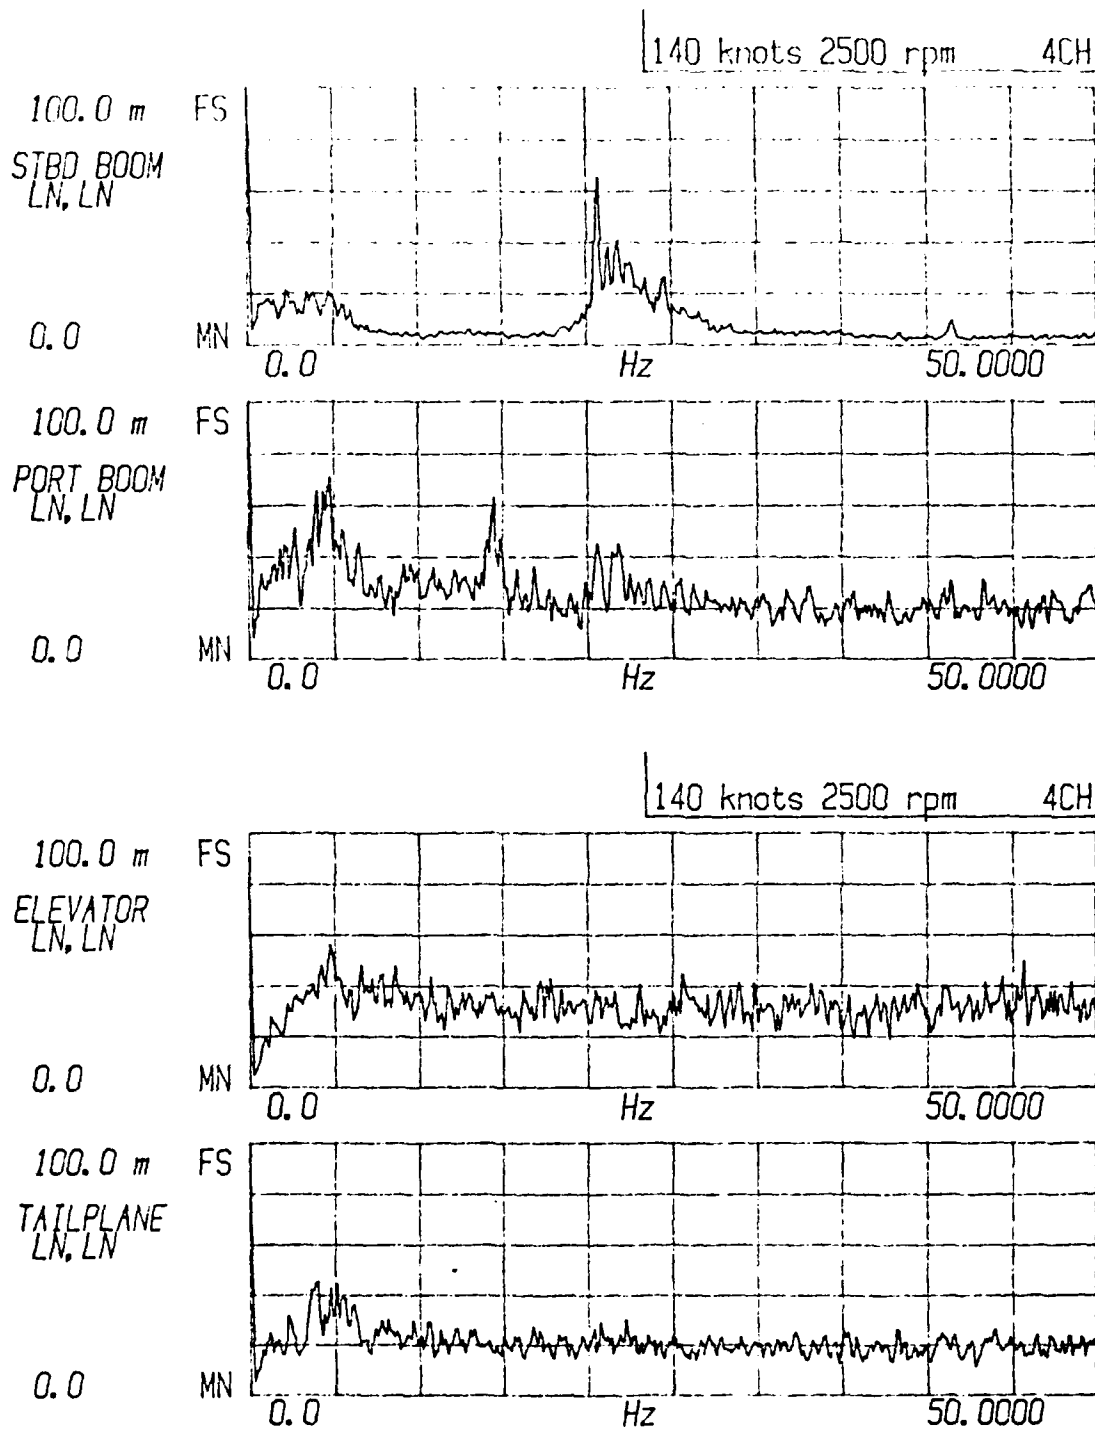 140 knots 2500 rpm 4CH
100.0 m FS
STBD BOOM
LN, LN
0.0 MN
0.0 Hz 50.0000
100.0 m FS
PORT BOOM
LN, LN
0.0 MN
0.0 Hz 50.0000
140 knots 2500 rpm 4CH
100.0 m FS
ELEVATOR
LN, LN
0.0 MN
0.0 Hz 50.0000
100.0 m FS
TAILPLANE
LN, LN
0.0 MN
0.0 Hz 50.0000